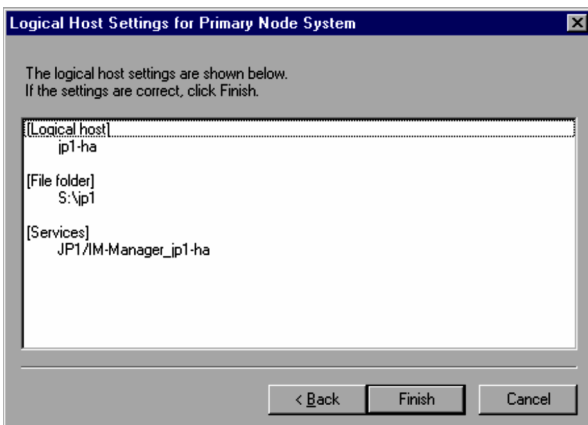 Logical Host Settings for Primary Node System
The logical host settings are shown below.
If the settings are correct, click Finish.
[Logical host]
jp1-ha
[File folder]
S:\jp1
[Services]
JP1/IM-Manager_jp1-ha
< Back
Finish
Cancel